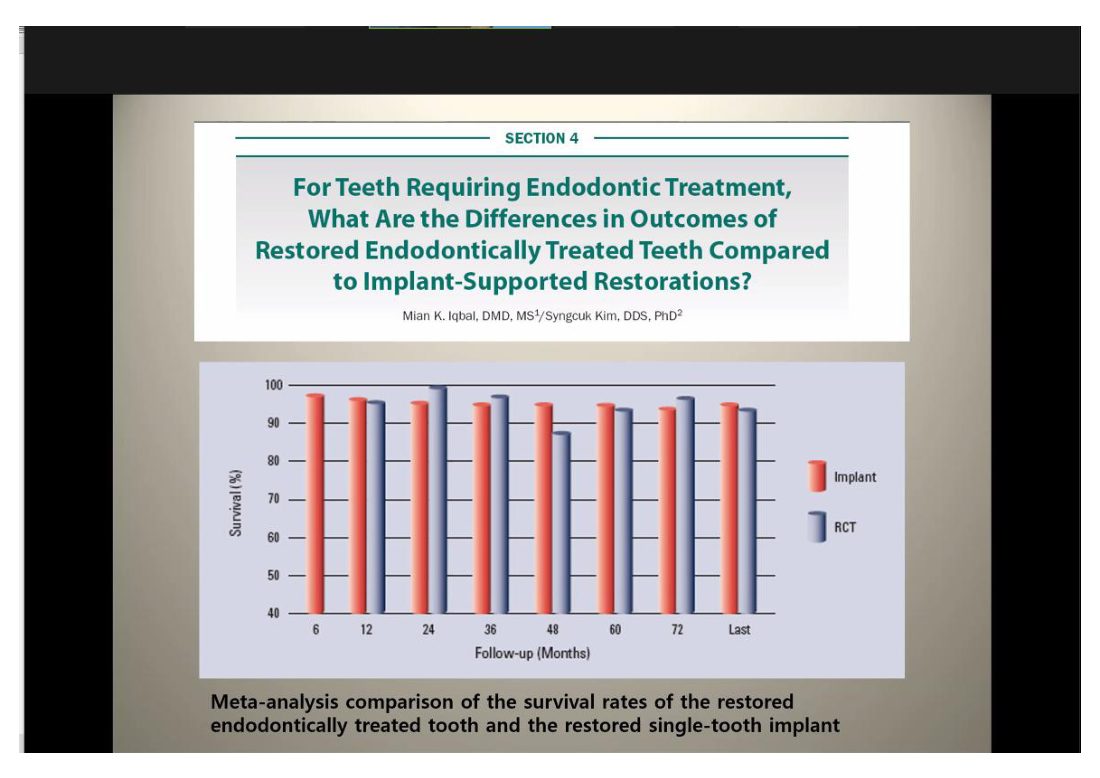 SECTION 4
For Teeth Requiring Endodontic Treatment,
What Are the Differences in Outcomes of
Restored Endodontically Treated Teeth Compared
to Implant-Supported Restorations?
Mian K. Iqbal, DMD, MS1/Syngcuk Kim, DDS, PhD2
100
90
80
70
60
50
40
Survival (%)
6 12 24 36 48 60 72 Last
Follow-up (Months)
Implant
RCT
Meta-analysis comparison of the survival rates of the restored
endodontically treated tooth and the restored single-tooth implant